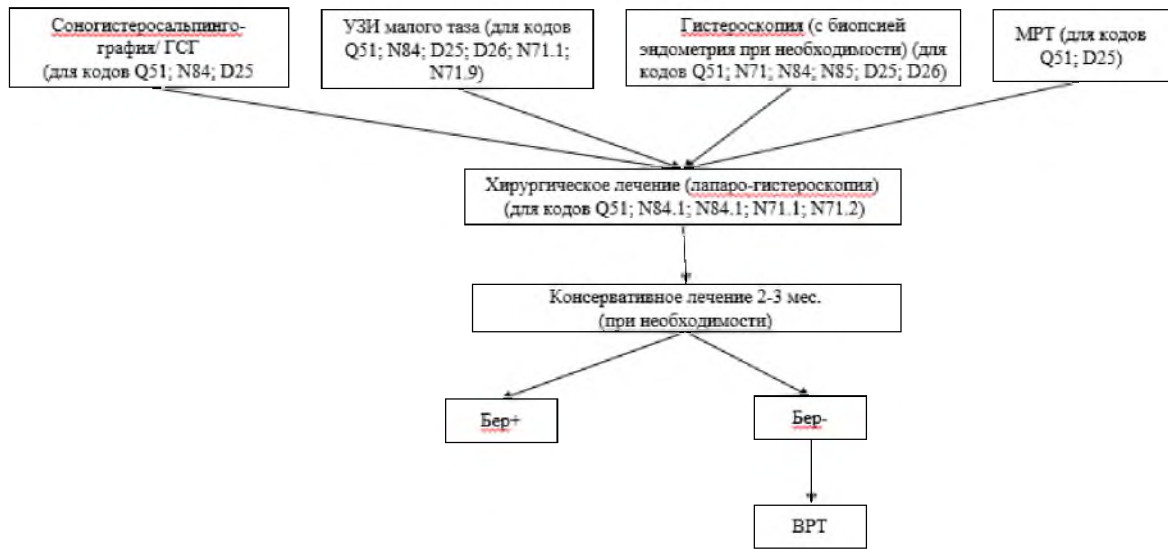 Соногистеросальпинго-
графия/ ГСГ
(для кодов Q51; N84; D25
УЗИ малого таза (для кодов
Q51; N84; D25; D26; N71.1;
N71.9)
Гистероскопия (с биопсией
эндометрия при необходимости) (для
кодов Q51; N71; N84; N85; D25; D26)
МРТ (для кодов
Q51; D25)
Хирургическое лечение (лапаро-гистероскопия)
(для кодов Q51; N84.1; N84.1; N71.1; N71.2)
Консервативное лечение 2-3 мес.
(при необходимости)
Бер+
Бер-
ВРТ